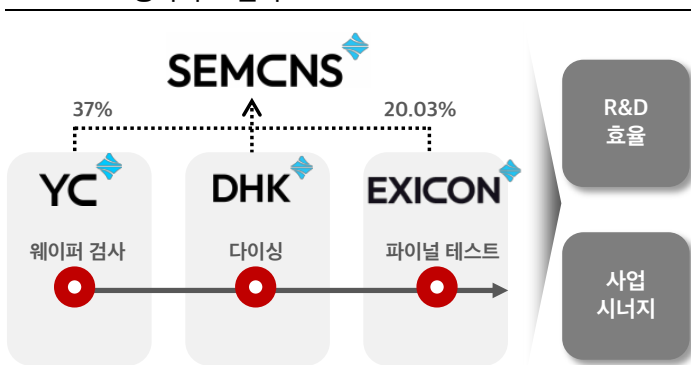 SEMCNS
37%
20.03%
YC
DHK
EXICON
웨이퍼 검사
다이싱
파이널 테스트
R&D
효율
사업
시너지